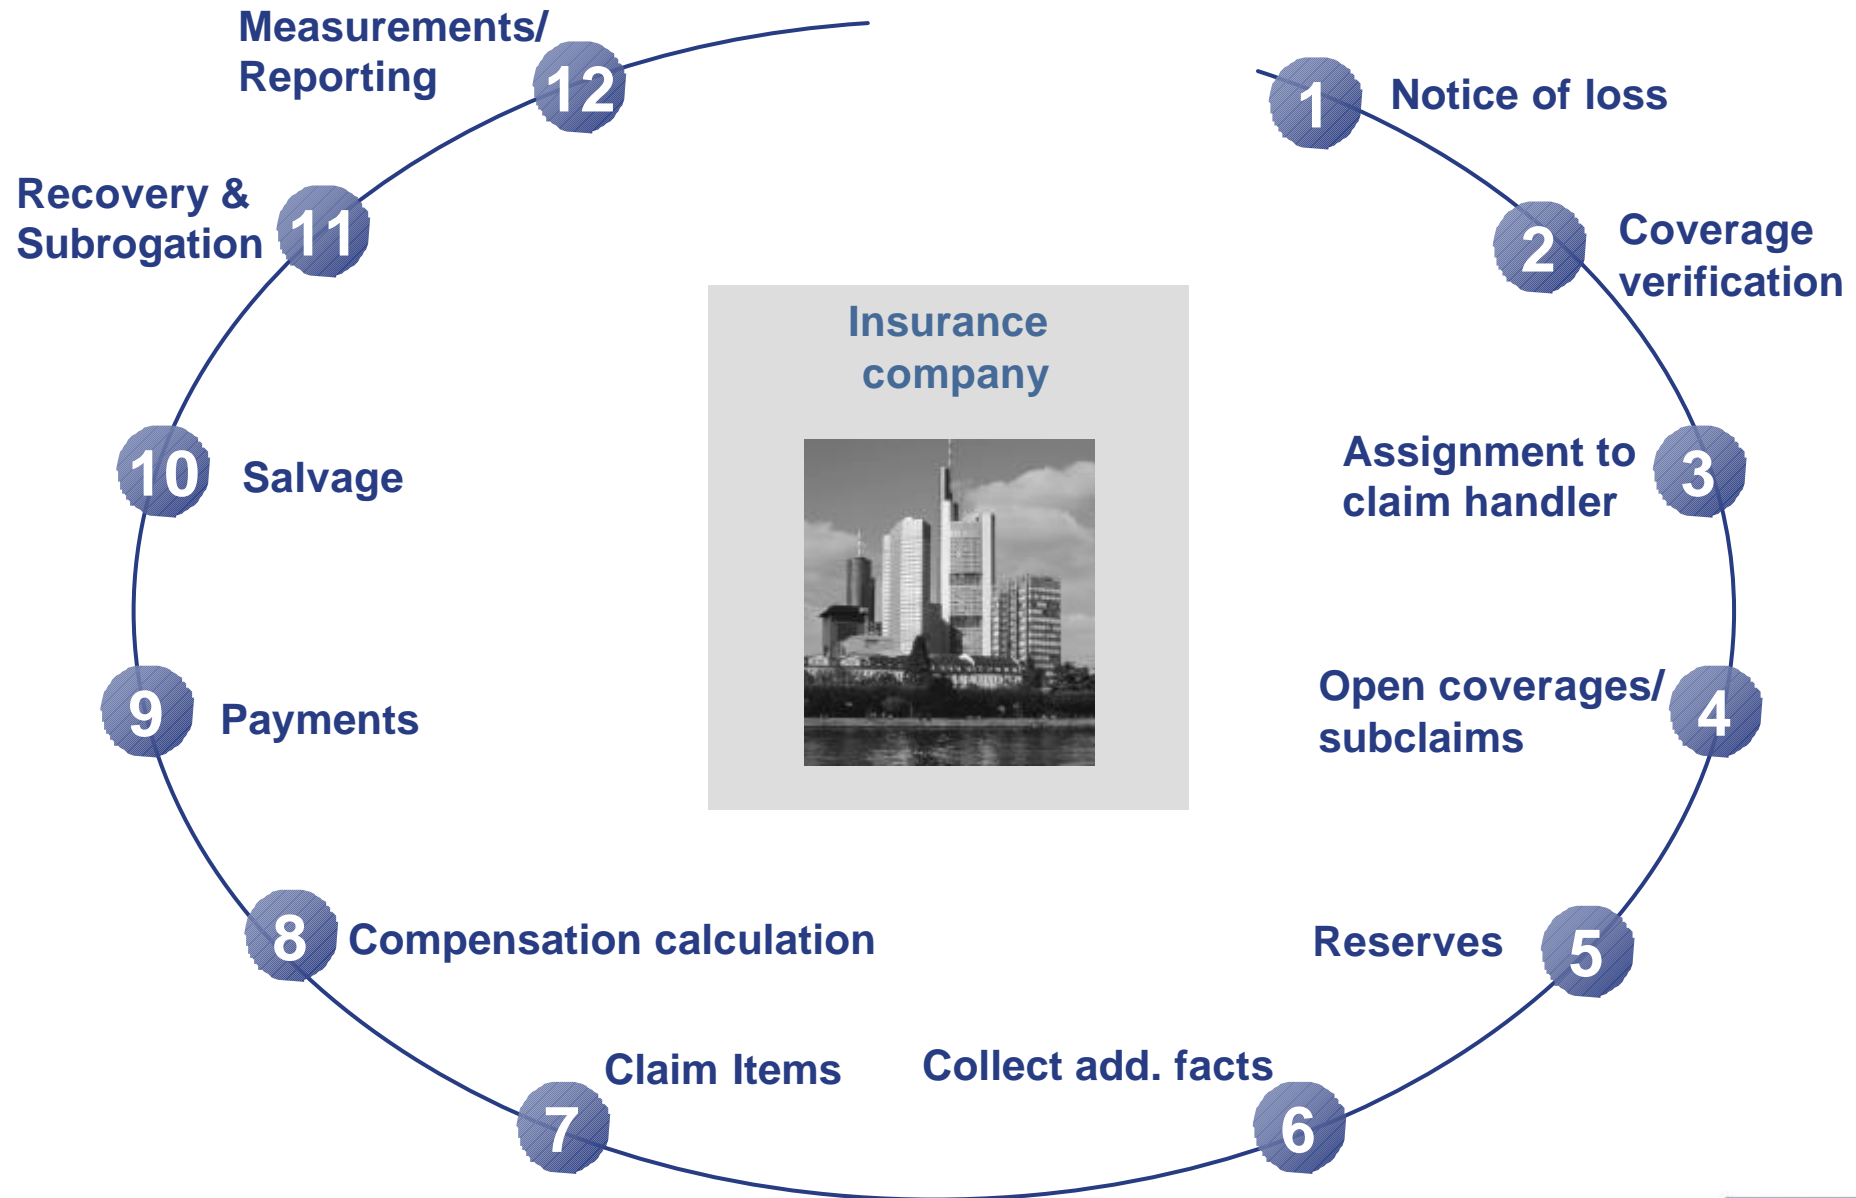 Measurements/
Reporting
12
1
Notice of loss
Recovery &
Subrogation
11
2
Coverage
verification
Insurance
company
10
Salvage
Assignment to
claim handler
3
9
Payments
Open coverages/
subclaims
4
8
Compensation calculation
Reserves
5
Claim Items
7
Collect add. facts
6